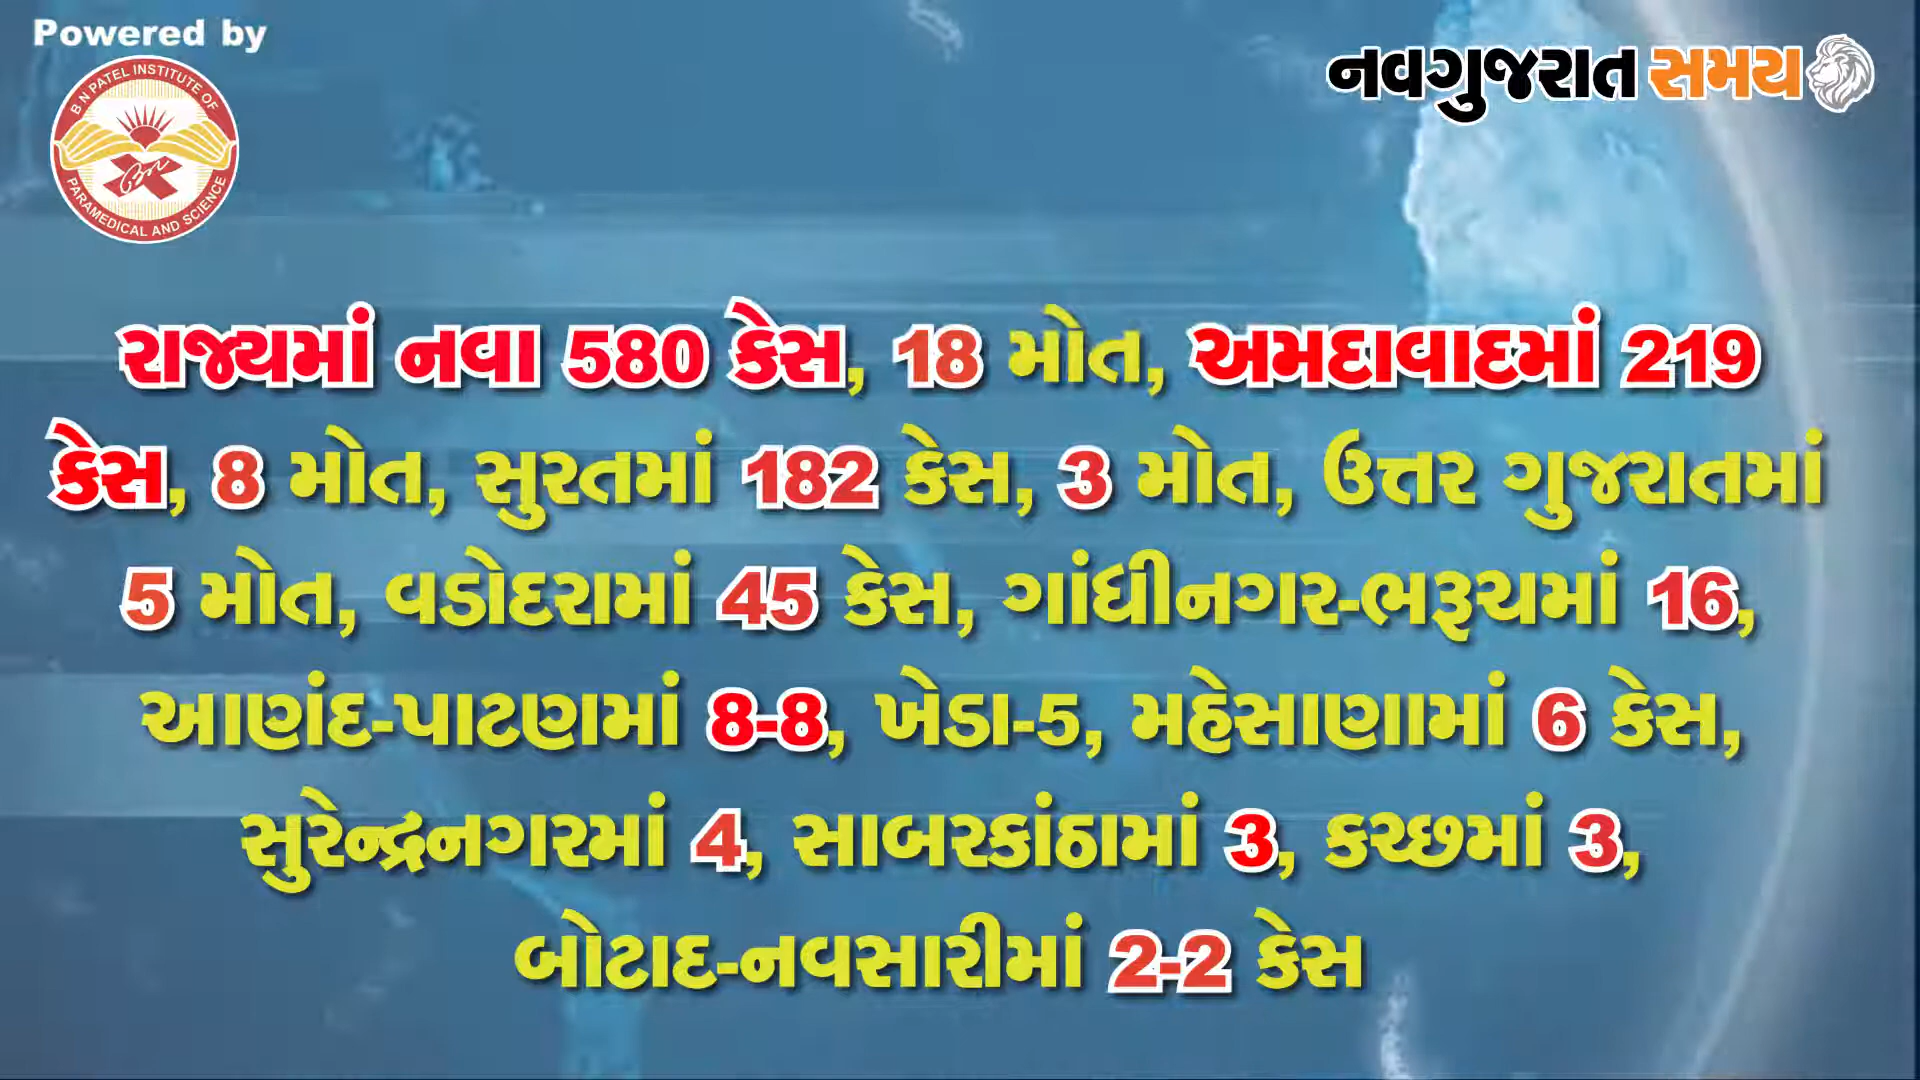 Powered by
B N PATEL INSTITUTE OF
PARAMEDICAL AND SCIENCE
નવગુજરાત સમય
રાજ્યમાં નવા 580 કેસ, 18 મોત, અમદાવાદમાં 219
કેસ, 8 મોત, સુરતમાં 182 કેસ, 3 મોત, ઉત્તર ગુજરાતમાં
5 મોત, વડોદરામાં 45 કેસ, ગાંધીનગર-ભરૂચમાં 16,
આણંદ-પાટણમાં 8-8, ખેડા-5, મહેસાણામાં 6 કેસ,
સુરેન્દ્રનગરમાં 4, સાબરકાંઠામાં 3, કચ્છમાં 3,
બોટાદ-નવસારીમાં 2-2 કેસ